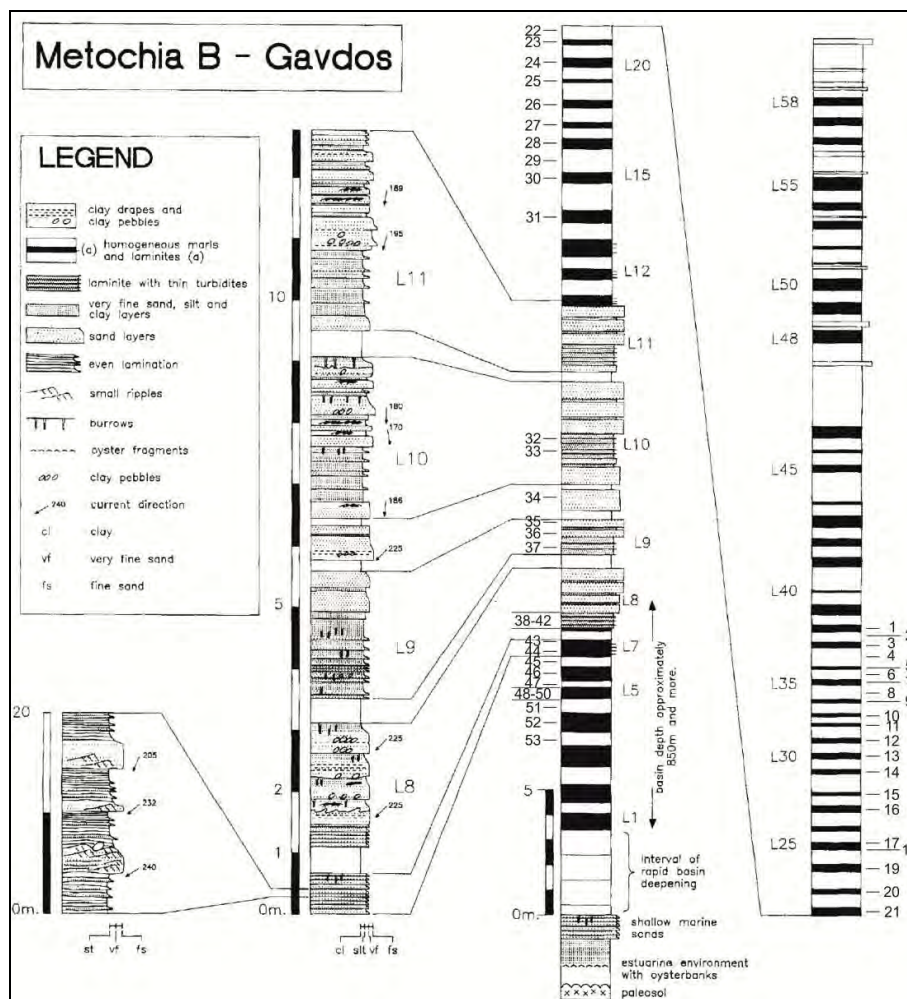 Metochia B - Gavdos
LEGEND
clay drapes and
clay pebbles
(c) homogeneous marls
and laminites (a)
laminite with thin turbidites
very fine sand, silt and
clay layers
sand layers
even lamination
small ripples
burrows
oyster fragments
clay pebbles
240 current direction
cl clay
vf very fine sand
fs fine sand
20
0m.
205
232
240
st vf fs
10
5
2
1
0m.
189
195
L11
180
170
L10
186
225
L9
225
L8
225
cl slt vf fs
22
23
24
25
26
27
28
29
30
31
32
33
34
35
36
37
38-42
43
44
45
46
47
48-50
51
52
53
L20
L15
L12
L11
L10
L9
L8
L7
L5
L1
basin depth approximately
850m and more.
5
0m.
interval of
rapid basin
deepening
shallow marine
sands
estuarine environment
with oysterbanks
paleosol
L58
L55
L50
L48
L45
L40
L35
L30
L25
1
3
4
6
8
10
11
12
13
14
15
16
17
19
20
21